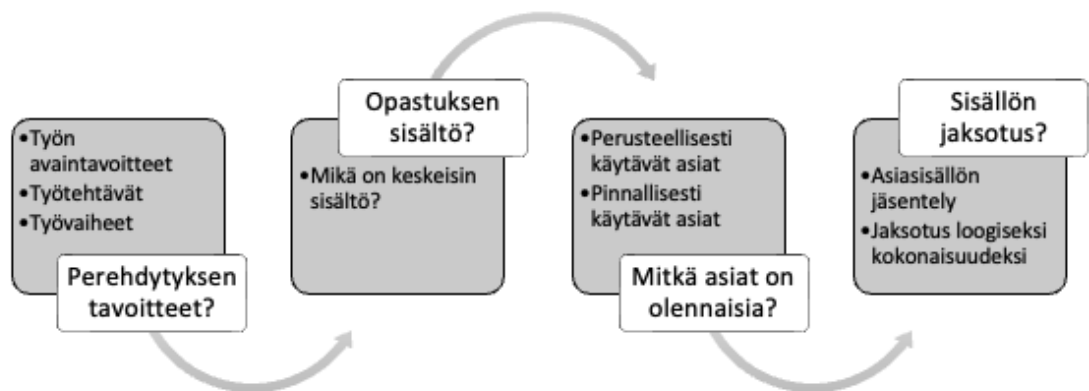 •Työn
avaintavoitteet
•Työtehtävät
•Työvaiheet
Perehdytyksen
tavoitteet?
Opastuksen
sisältö?
•Mikä on keskeisin
sisältö?
•Perusteellisesti
käytävät asiat
•Pinnallisesti
käytävät asiat
Mitkä asiat on
olennaisia?
Sisällön
jaksotus?
•Asiasisällön
jäsentely
•Jaksotus loogiseksi
kokonaisuudeksi